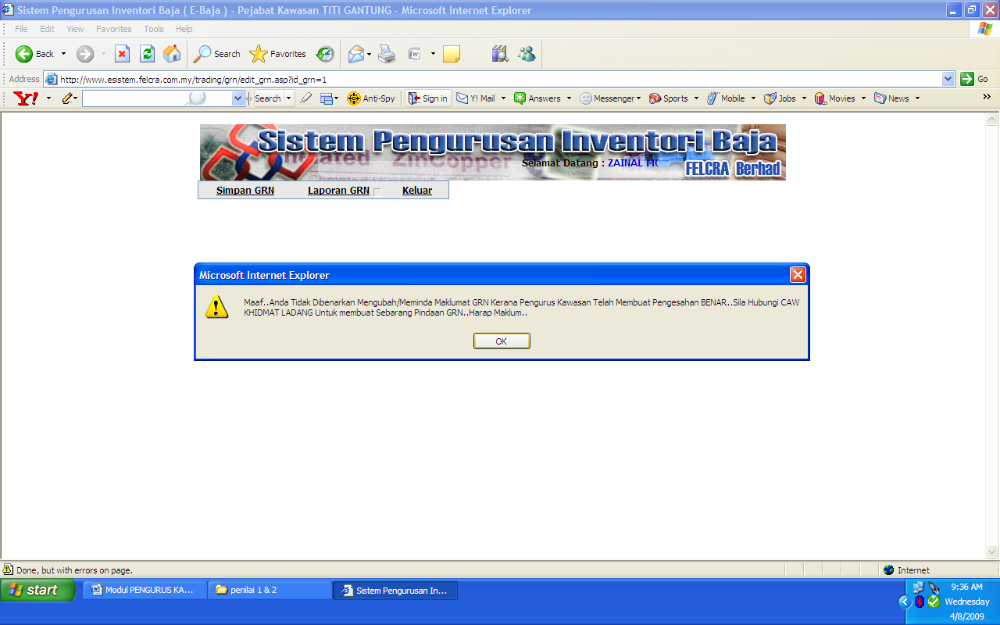 Sistem Pengurusan Inventori Baja ( E-Baja ) - Pejabat Kawasan TITI GANTUNG - Microsoft Internet Explorer
File Edit View Favorites Tools Help
Back Search Favorites
Address http://www.esistem.felcra.com.my/trading/grn/edit_grn.asp?id_grn=1 Go
Y! Search Anti-Spy Sign in Y! Mail Answers Messenger Sports Mobile Jobs Movies News
Sistem Pengurusan Inventori Baja
Selamat Datang : ZAINAL
FELCRA Berhad
Simpan GRN Laporan GRN Keluar
Microsoft Internet Explorer
Maaf..Anda Tidak Dibenarkan Mengubah/Meminda Maklumat GRN Kerana Pengurus Kawasan Telah Membuat Pengesahan BENAR..Sila Hubungi CAW
KHIDMAT LADANG Untuk membuat Sebarang Pindaan GRN..Harap Maklum..
OK
Done, but with errors on page. Internet
start Modul PENGURUS KA... penilai 1 & 2 Sistem Pengurusan In... 9:36 AM
Wednesday
4/8/2009